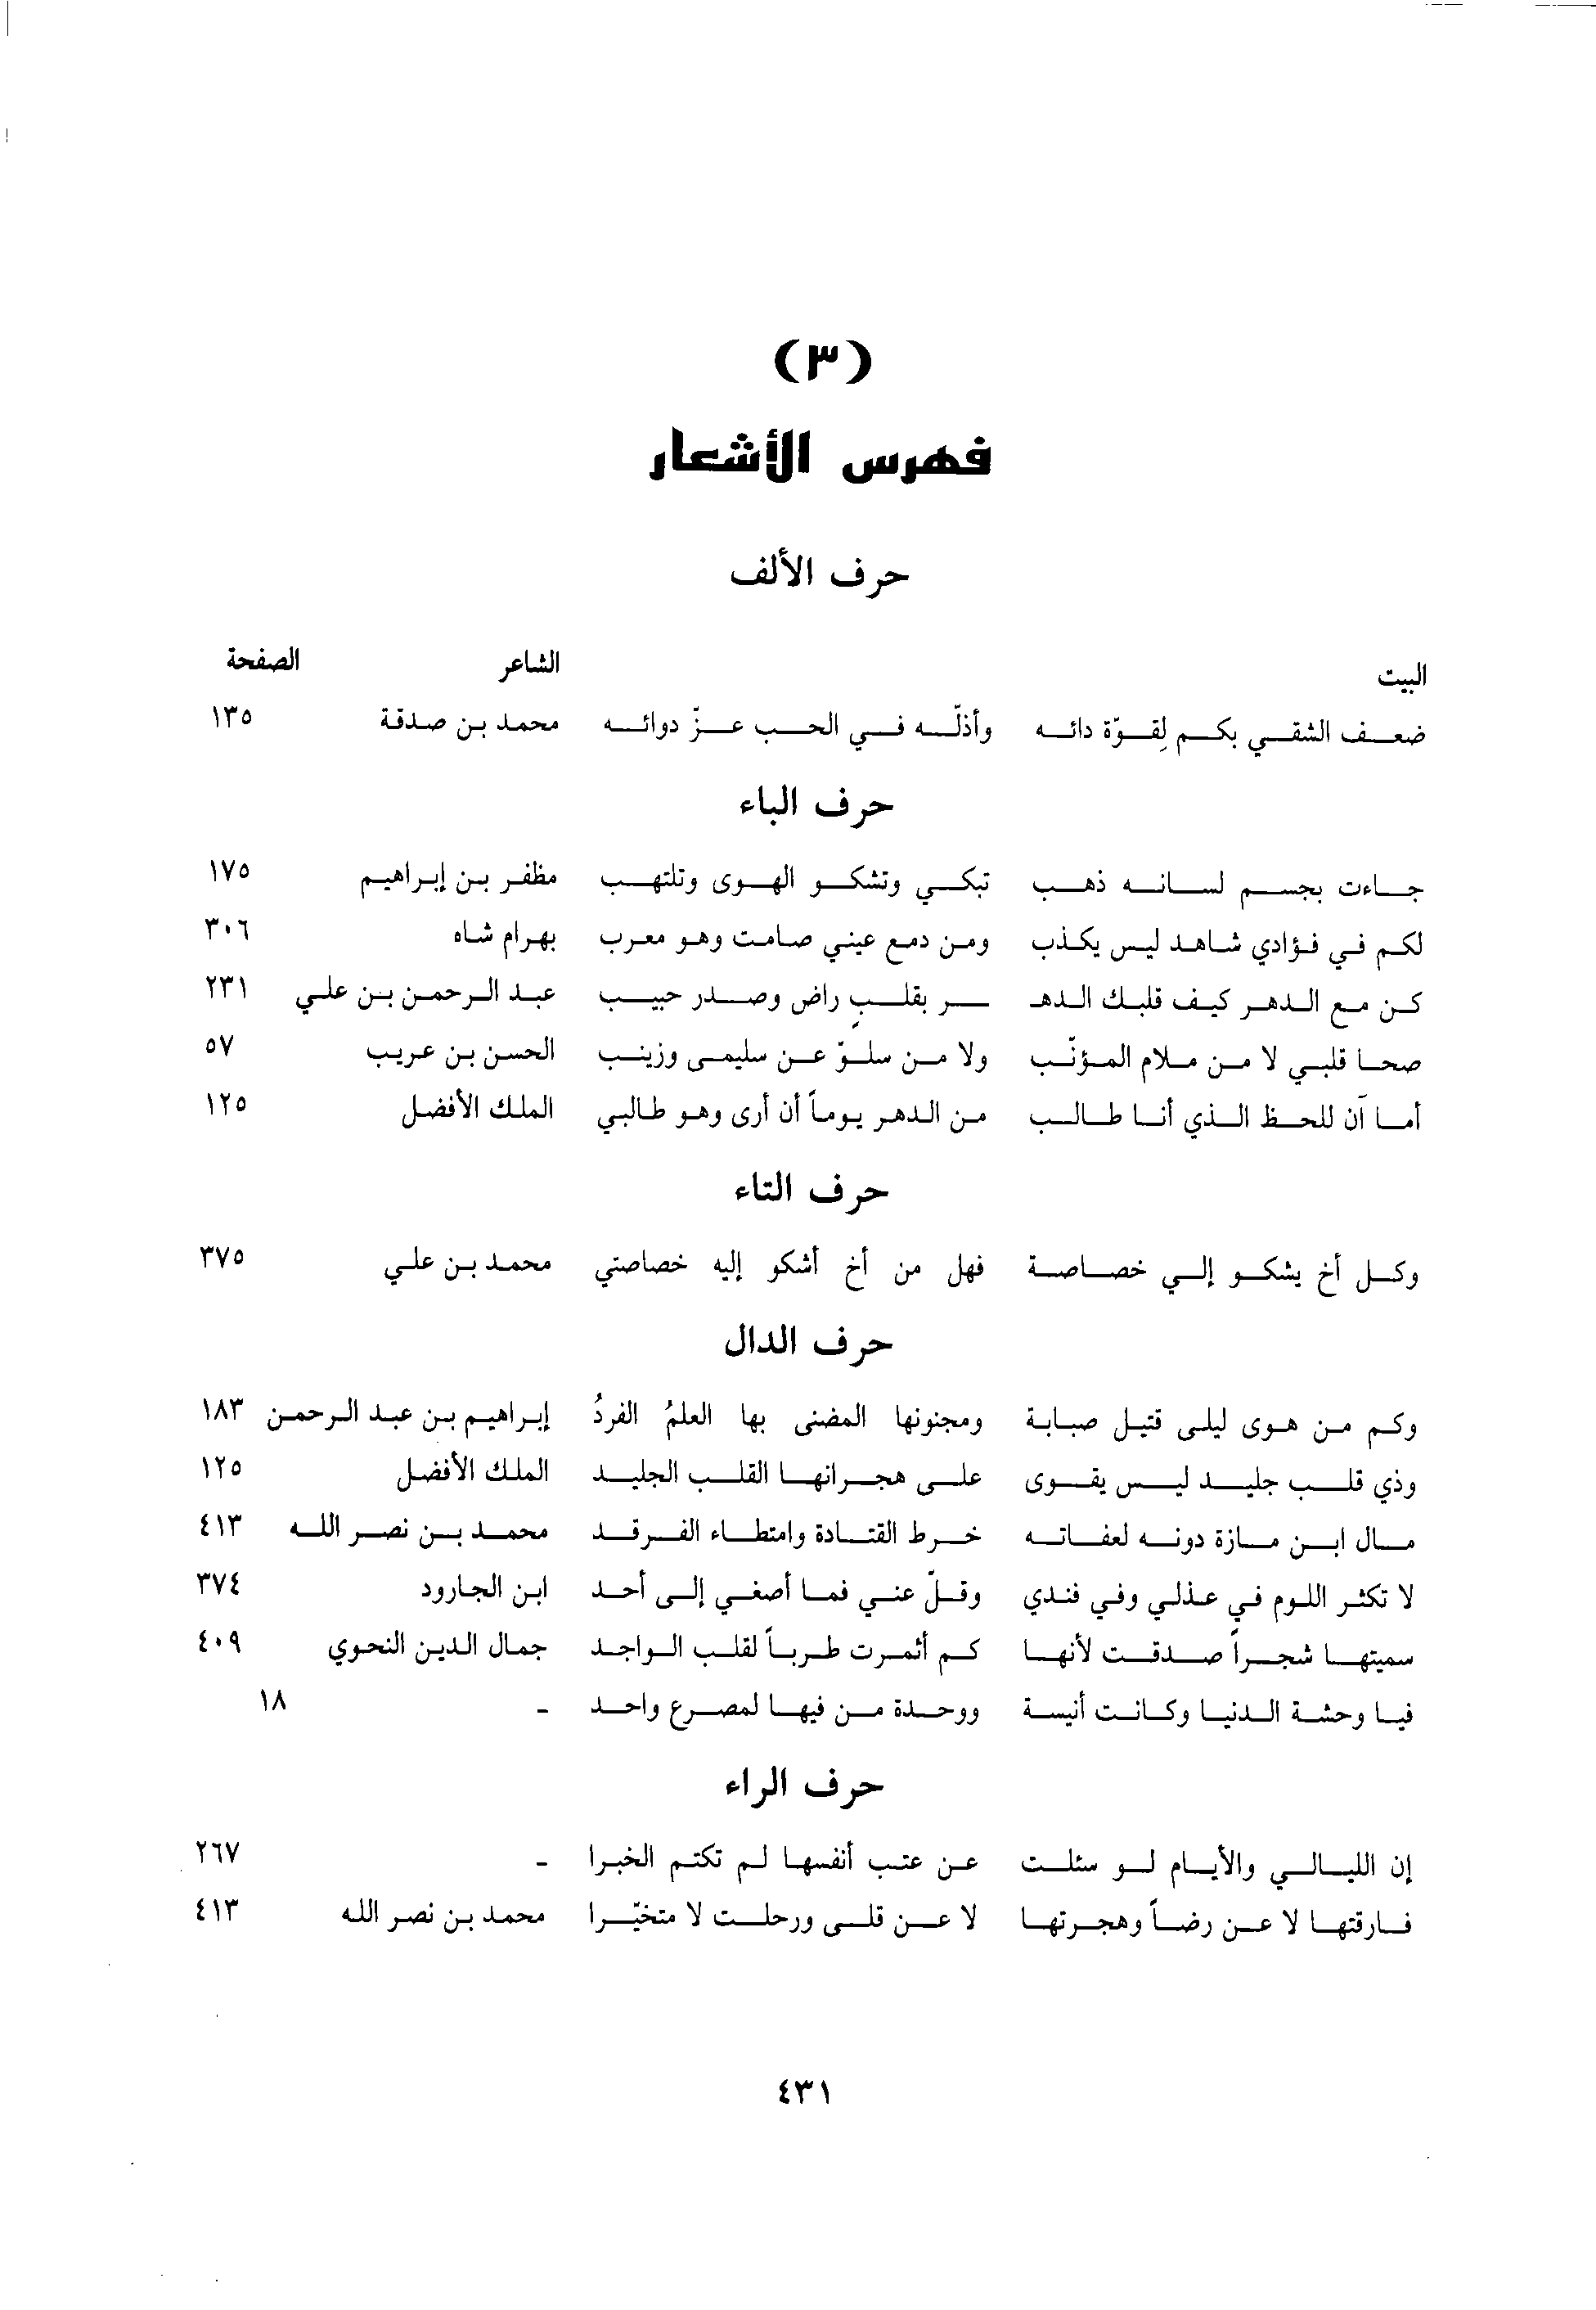 (٣)
فهرس الأشعار
حرف الألف
البيت الشاعر الصفحة
ضعف الشقي بكم لِقوّة دائه وأذلّه في الحب عزّ دوائه محمد بن صدقة ١٣٥
حرف الباء
جاءت بجسم لسانه ذهب تبكي وتشكو الهوى وتلتهب مظفر بن إبراهيم ١٧٥
لكم في فؤادي شاهد ليس يكذب ومن دمع عيني صامت وهو معرب بهرام شاه ٣٠٦
كن مع الدهر كيف قلبك الدهـ ـر بقلبٍ راض وصدر حبيب عبد الرحمن بن علي ٢٣١
صحا قلبي لا من ملام المؤنّب ولا من سلوّ عن سليمى وزينب الحسن بن عريب ٥٧
أما آن للحظ الذي أنا طالب من الدهر يوماً أن أرى وهو طالبي الملك الأفضل ١٢٥
حرف التاء
وكل أخ يشكو إلي خصاصة فهل من أخ أشكو إليه خصاصتي محمد بن علي ٣٧٥
حرف الدال
وكم من هوى ليلى قتيل صبابة ومجنونها المضنى بها العلمُ الفردُ إبراهيم بن عبد الرحمن ١٨٣
وذي قلب جليد ليس يقوى على هجرانها القلب الجليد الملك الأفضل ١٢٥
مال ابن مازة دونه لعفاته خرط القتادة وامتطاء الفرقد محمد بن نصر الله ٤١٣
لا تكثر اللوم في عذلي وفي فندي وقلّ عني فما أصغي إلى أحد ابن الجارود ٣٧٤
سميتها شجراً صدقت لأنها كم أثمرت طرباً لقلب الواجد جمال الدين النحوي ٤٠٩
فيا وحشة الدنيا وكانت أنيسة ووحدة من فيها لمصرع واحد - ١٨
حرف الراء
إن الليالي والأيام لو سئلت عن عتب أنفسها لم تكتم الخبرا - ٢٦٧
فارقتها لا عن رضاً وهجرتها لا عن قلى ورحلت لا متخيّرا محمد بن نصر الله ٤١٣
٤٣١